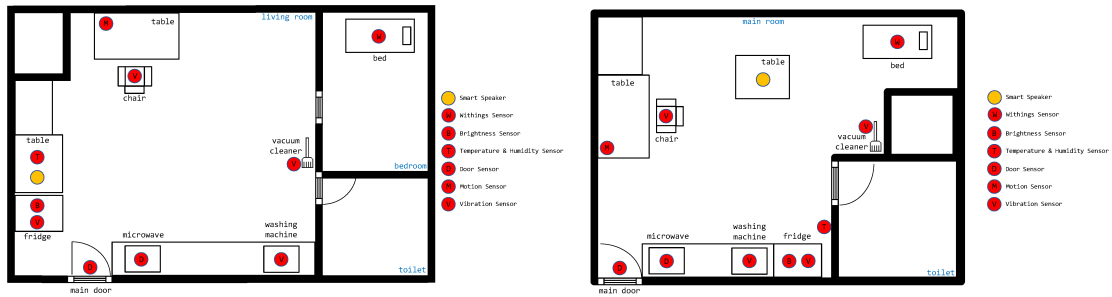 living room
M
table
W
bed
V
chair
table
T
vacuum
cleaner
V
bedroom
B
V
fridge
microwave
D
washing
machine
V
D
main door
toilet
Smart Speaker
W Withings Sensor
B Brightness Sensor
T Temperature & Humidity Sensor
D Door Sensor
M Motion Sensor
V Vibration Sensor
main room
W
bed
table
table
V
chair
M
V
vacuum
cleaner
T
microwave
D
washing
machine
V
fridge
B
V
D
main door
toilet
Smart Speaker
W Withings Sensor
B Brightness Sensor
T Temperature & Humidity Sensor
D Door Sensor
M Motion Sensor
V Vibration Sensor